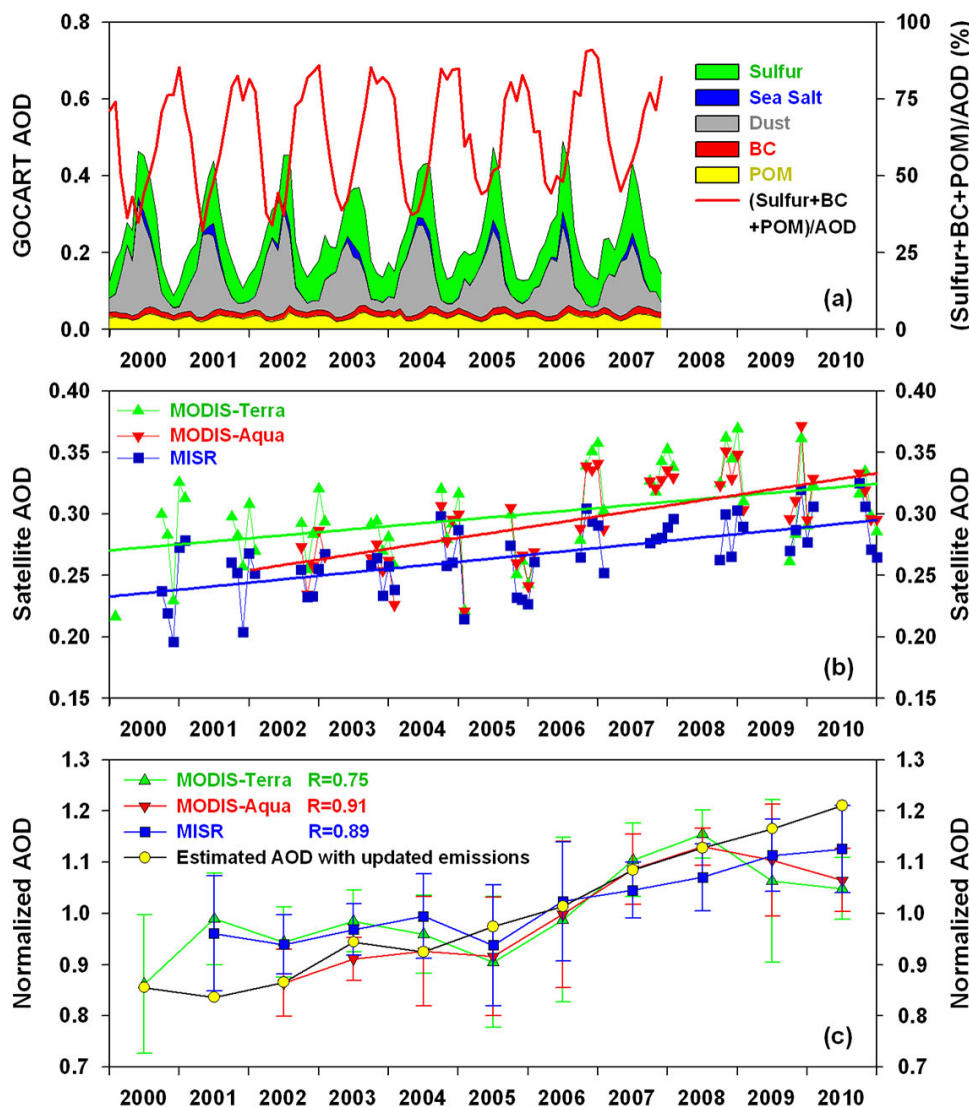 0.8
100
Sulfur
Sea Salt
Dust
BC
POM
(Sulfur+BC
+POM)/AOD
0.6
75
0.4
50
0.2
25
0.0
0
GOCART AOD
(Sulfur+BC+POM)/AOD (%)
(a)
2000 2001 2002 2003 2004 2005 2006 2007 2008 2009 2010
0.40
0.40
MODIS-Terra
MODIS-Aqua
MISR
0.35
0.35
0.30
0.30
0.25
0.25
0.20
0.20
0.15
0.15
Satellite AOD
Satellite AOD
(b)
2000 2001 2002 2003 2004 2005 2006 2007 2008 2009 2010
1.3
1.3
MODIS-Terra R=0.75
MODIS-Aqua R=0.91
MISR R=0.89
Estimated AOD with updated emissions
1.2
1.2
1.1
1.1
1.0
1.0
0.9
0.9
0.8
0.8
0.7
0.7
Normalized AOD
Normalized AOD
(c)
2000 2001 2002 2003 2004 2005 2006 2007 2008 2009 2010